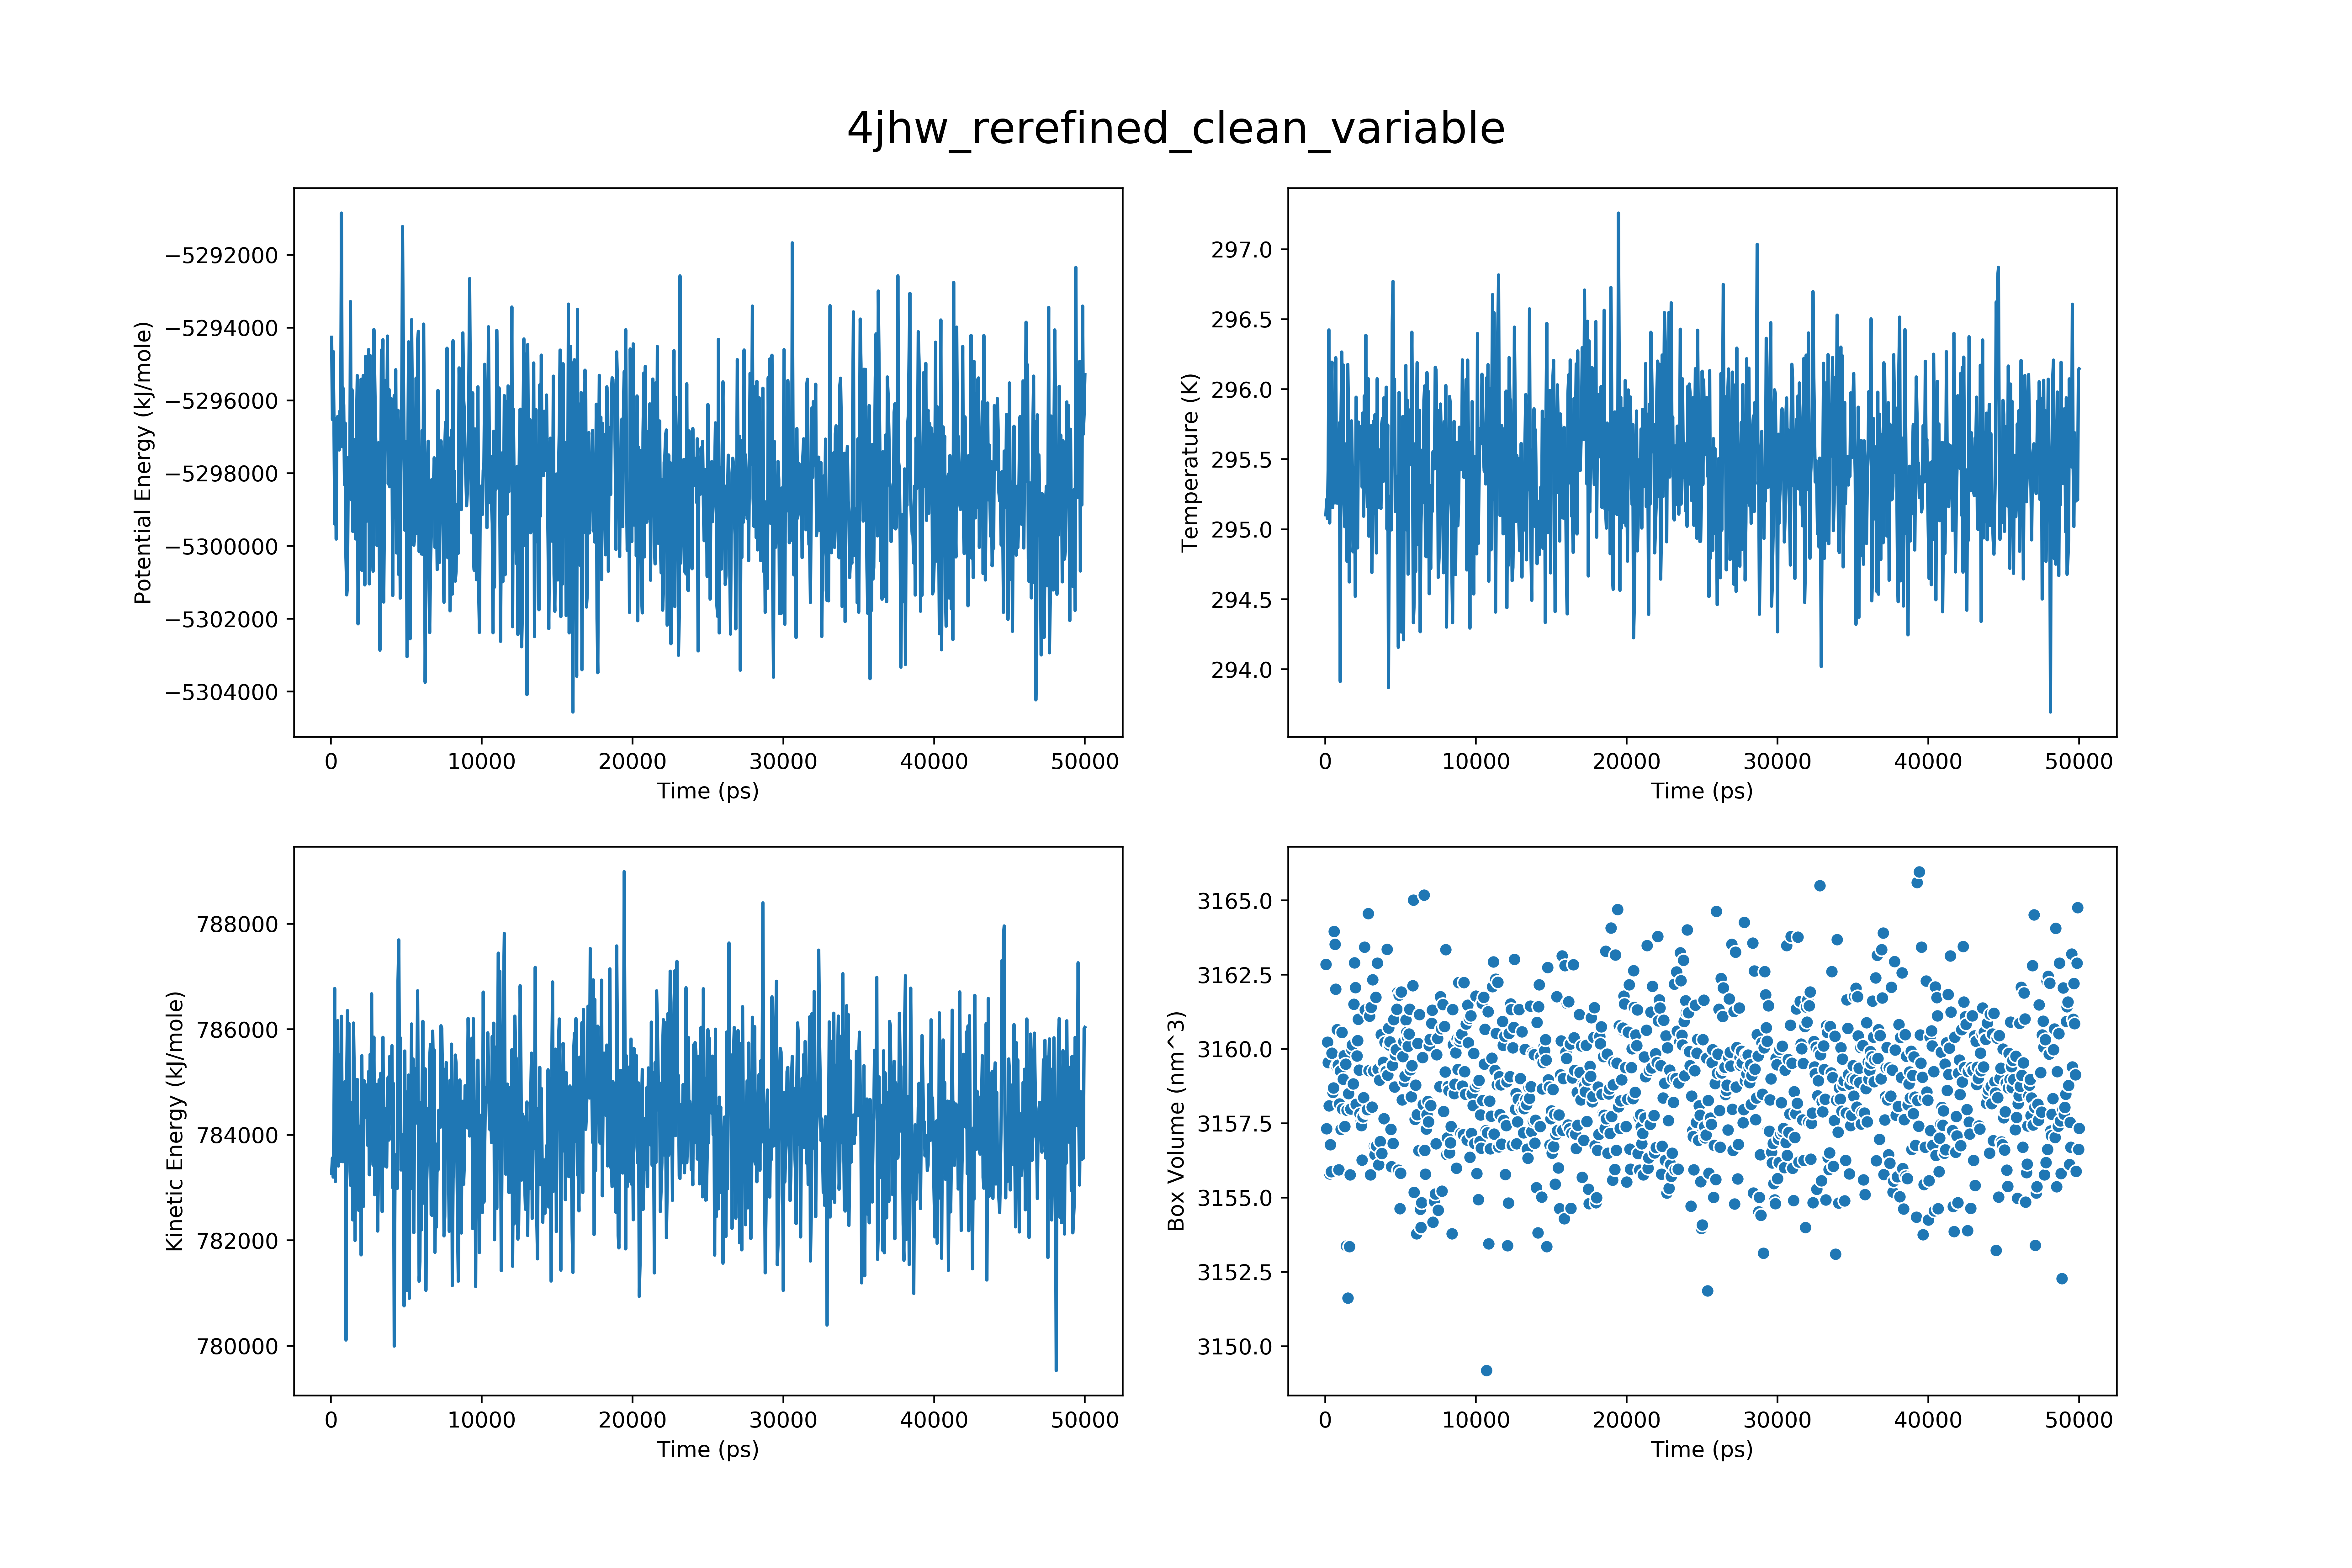 4jhw_rerefined_clean_variable
Potential Energy (kJ/mole)
−5292000
−5294000
−5296000
−5298000
−5300000
−5302000
−5304000
0 10000 20000 30000 40000 50000
Time (ps)
Temperature (K)
297.0
296.5
296.0
295.5
295.0
294.5
294.0
0 10000 20000 30000 40000 50000
Time (ps)
Kinetic Energy (kJ/mole)
788000
786000
784000
782000
780000
0 10000 20000 30000 40000 50000
Time (ps)
Box Volume (nm^3)
3165.0
3162.5
3160.0
3157.5
3155.0
3152.5
3150.0
0 10000 20000 30000 40000 50000
Time (ps)